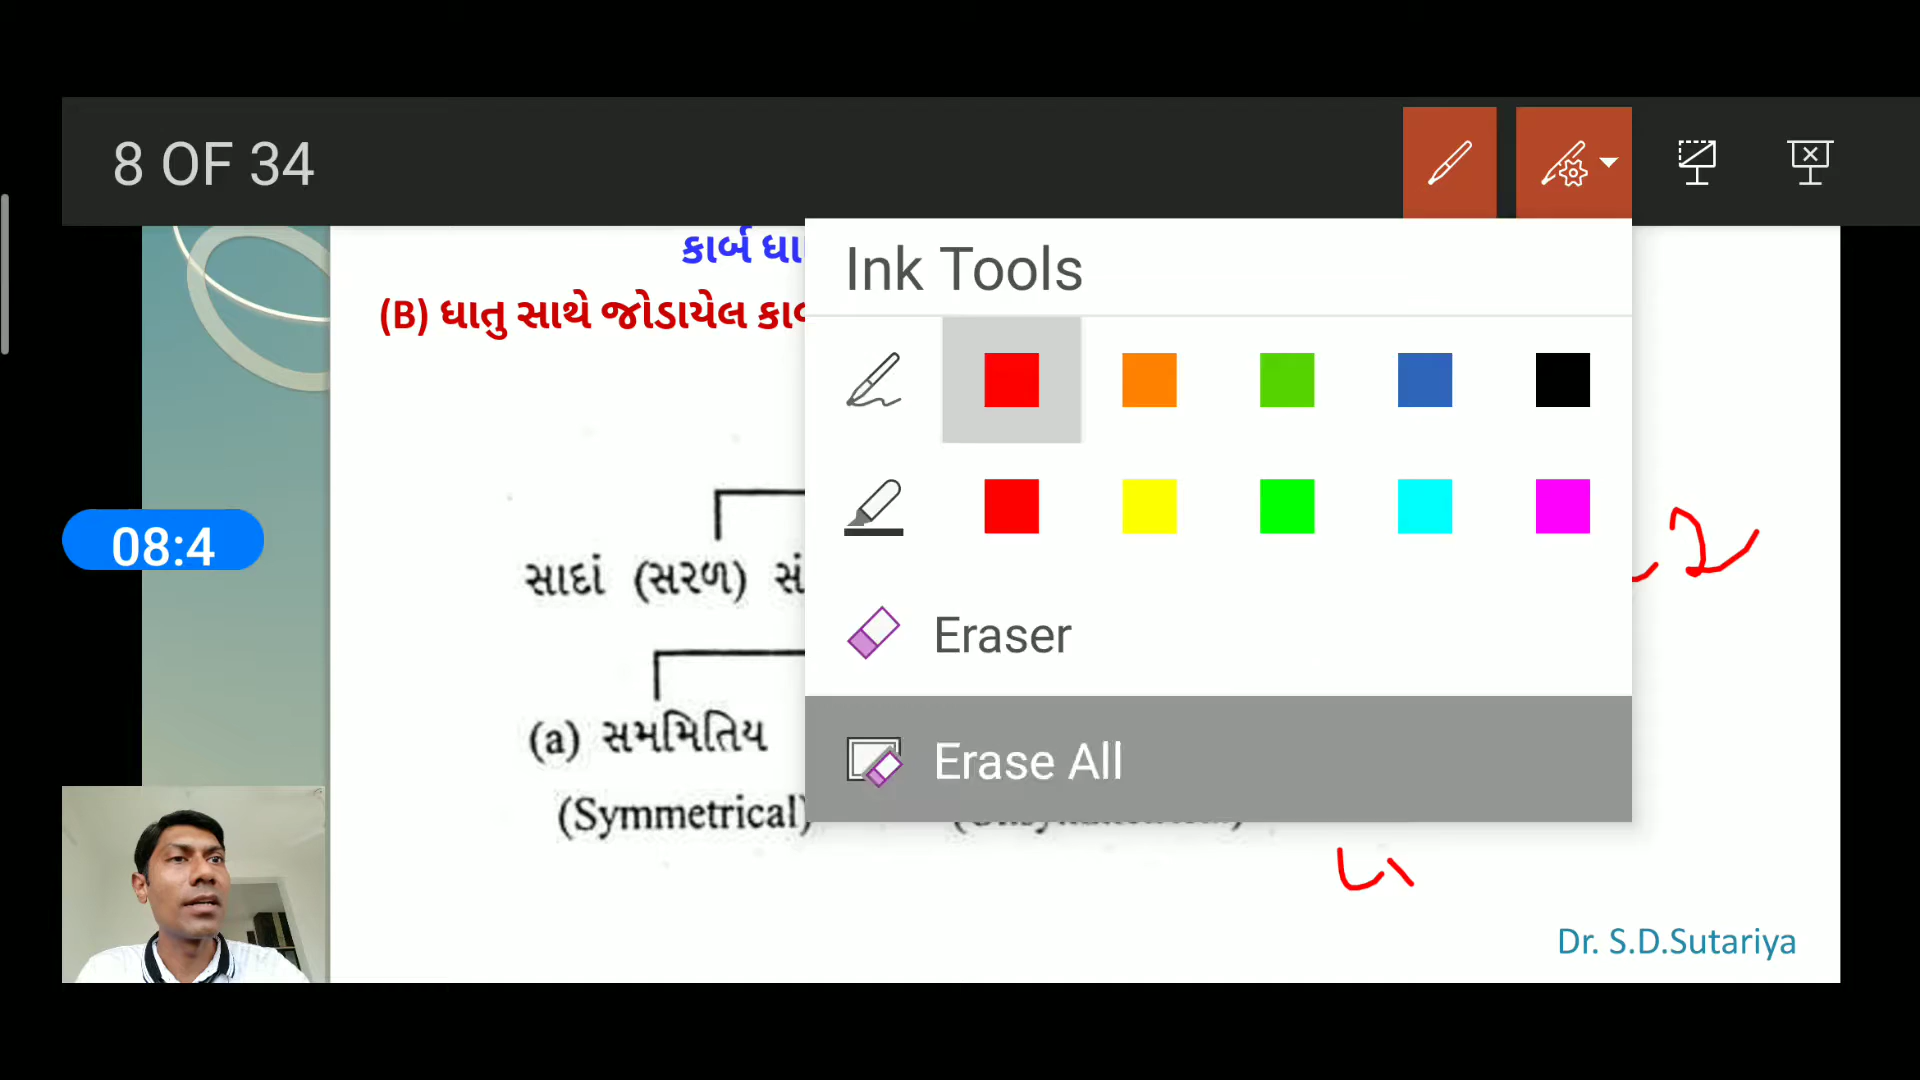 8 OF 34
કાર્બ ધા
Ink Tools
(B) ધાતુ સાથે જોડાયેલ
08:4
સાદાં (સરળ)
Eraser
(a) સમમિતિય
Erase All
(Symmetrical)
Dr. S.D.Sutariya